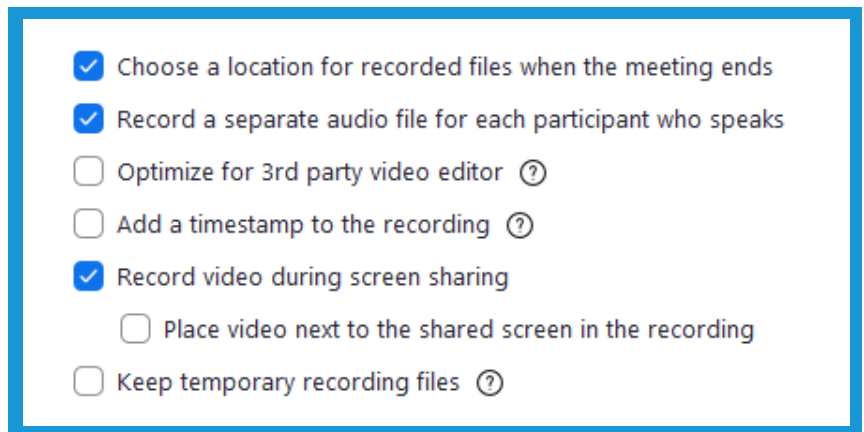 Choose a location for recorded files when the meeting ends
Record a separate audio file for each participant who speaks
Optimize for 3rd party video editor ?
Add a timestamp to the recording ?
Record video during screen sharing
Place video next to the shared screen in the recording
Keep temporary recording files ?